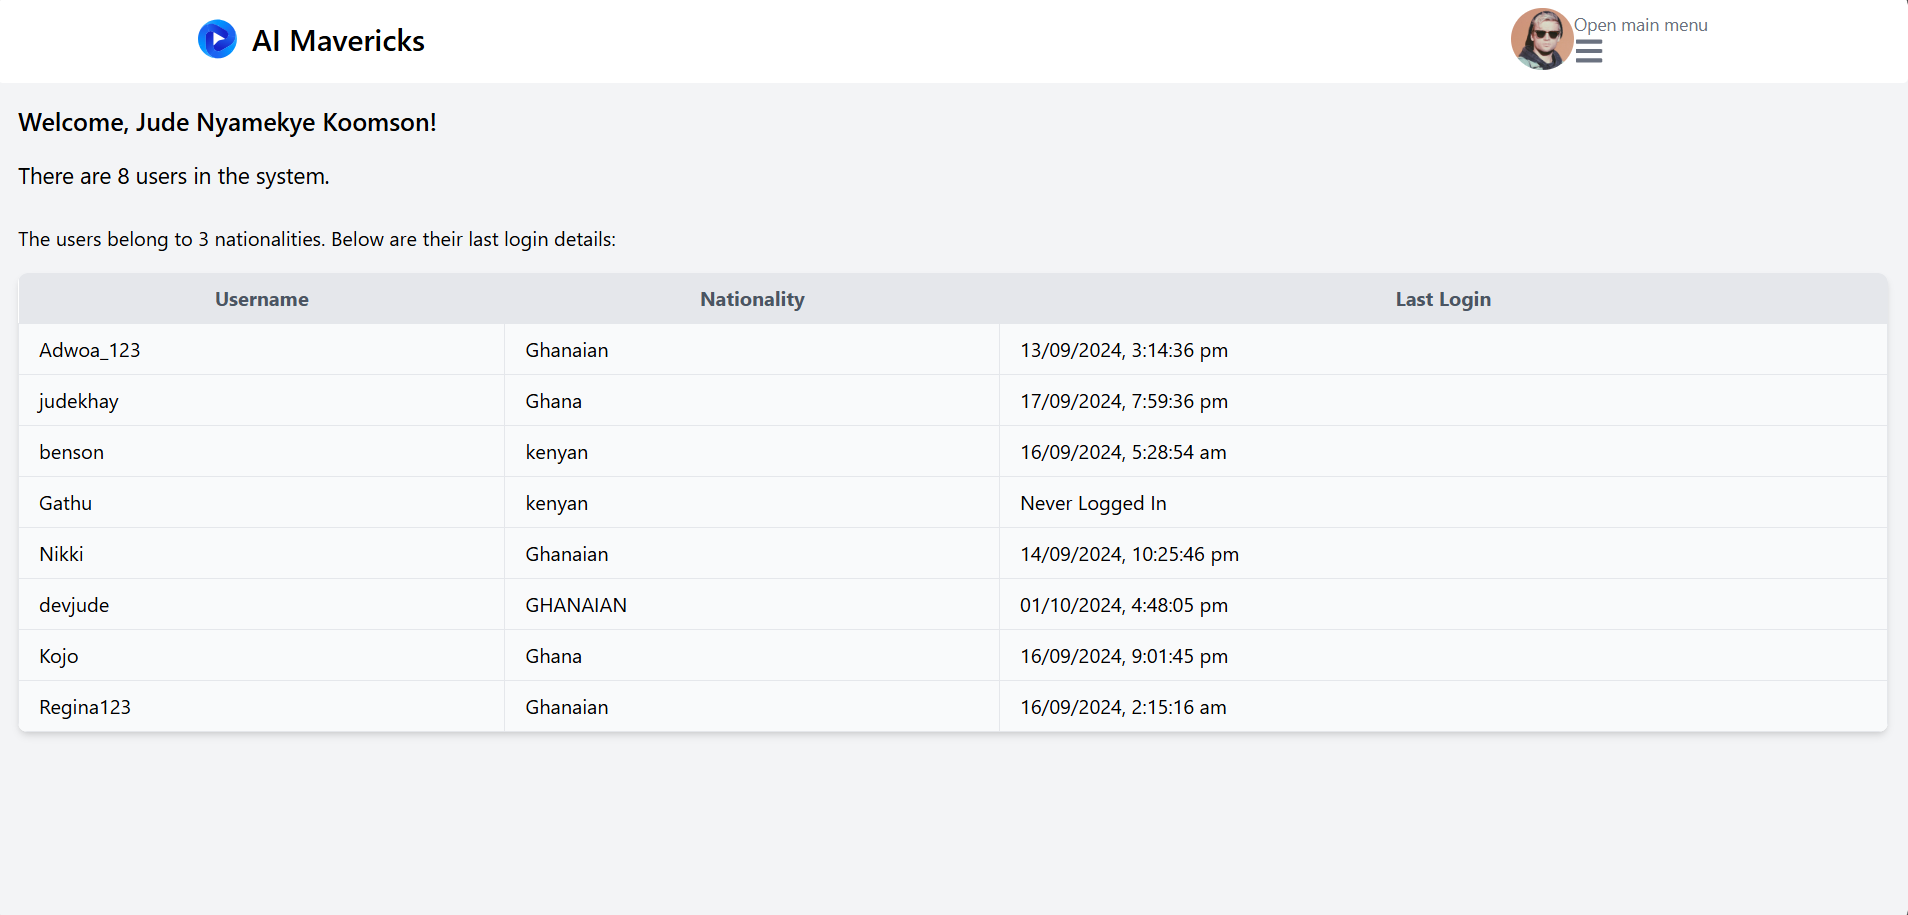 AI Mavericks
Open main menu
Welcome, Jude Nyamekye Koomson!
There are 8 users in the system.
The users belong to 3 nationalities. Below are their last login details:
Username Nationality Last Login
Adwoa_123 Ghanaian 13/09/2024, 3:14:36 pm
judekhay Ghana 17/09/2024, 7:59:36 pm
benson kenyan 16/09/2024, 5:28:54 am
Gathu kenyan Never Logged In
Nikki Ghanaian 14/09/2024, 10:25:46 pm
devjude GHANAIAN 01/10/2024, 4:48:05 pm
Kojo Ghana 16/09/2024, 9:01:45 pm
Regina123 Ghanaian 16/09/2024, 2:15:16 am